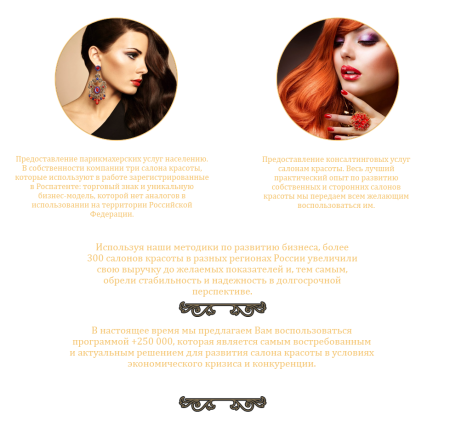 Предоставление парикмахерских услуг населению.
В собственности компании три салона красоты,
которые используют в работе зарегистрированные
в Роспатенте: торговый знак и уникальную
бизнес-модель, которой нет аналогов в
использовании на территории Российской
Федерации.
Предоставление консалтинговых услуг
салонам красоты. Весь лучший
практический опыт по развитию
собственных и сторонних салонов
красоты мы передаем всем желающим
воспользоваться им.
Используя наши методики по развитию бизнеса, более
300 салонов красоты в разных регионах России увеличили
свою выручку до желаемых показателей и, тем самым,
обрели стабильность и надежность в долгосрочной
перспективе.
В настоящее время мы предлагаем Вам воспользоваться
программой +250 000, которая является самым востребованным
и актуальным решением для развития салона красоты в условиях
экономического кризиса и конкуренции.